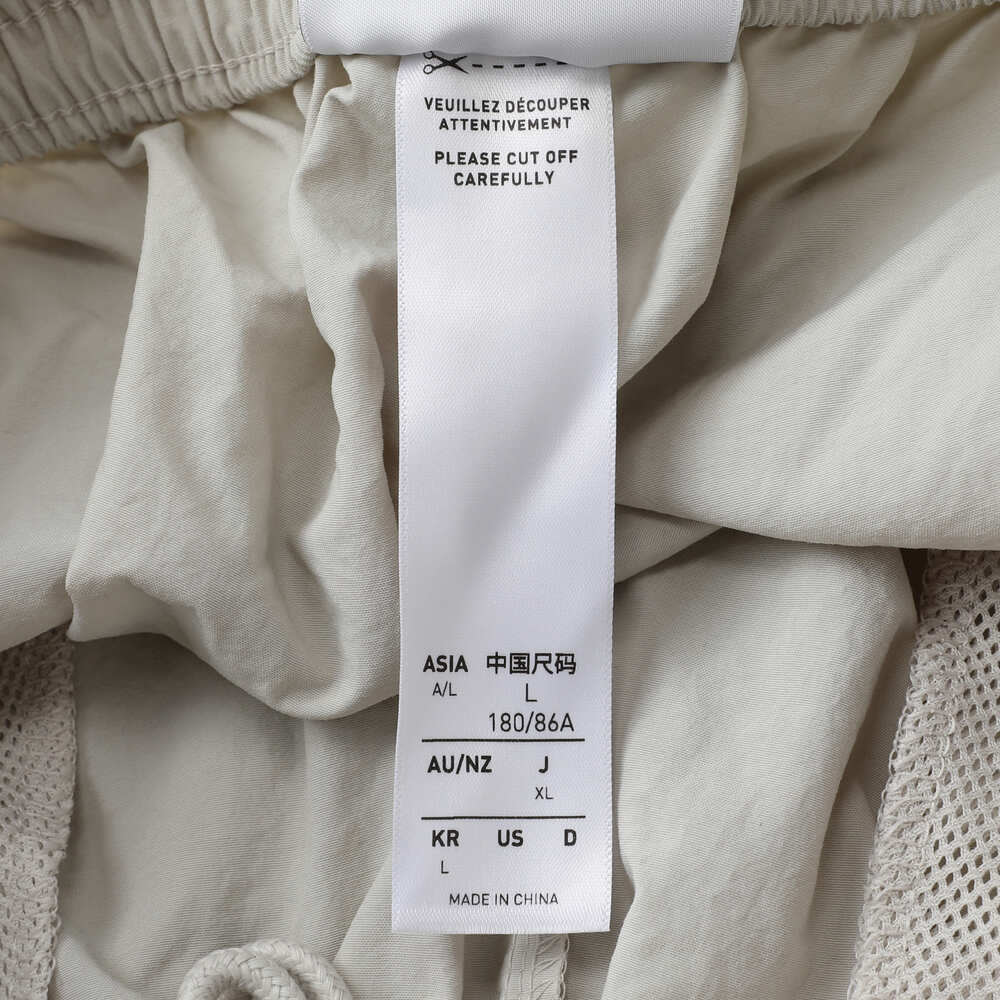 VEUILLEZ DÉCOUPER
ATTENTIVEMENT
PLEASE CUT OFF
CAREFULLY
ASIA 中国尺码
A/L L
180/86A
AU/NZ J
XL
KR US D
L
MADE IN CHINA